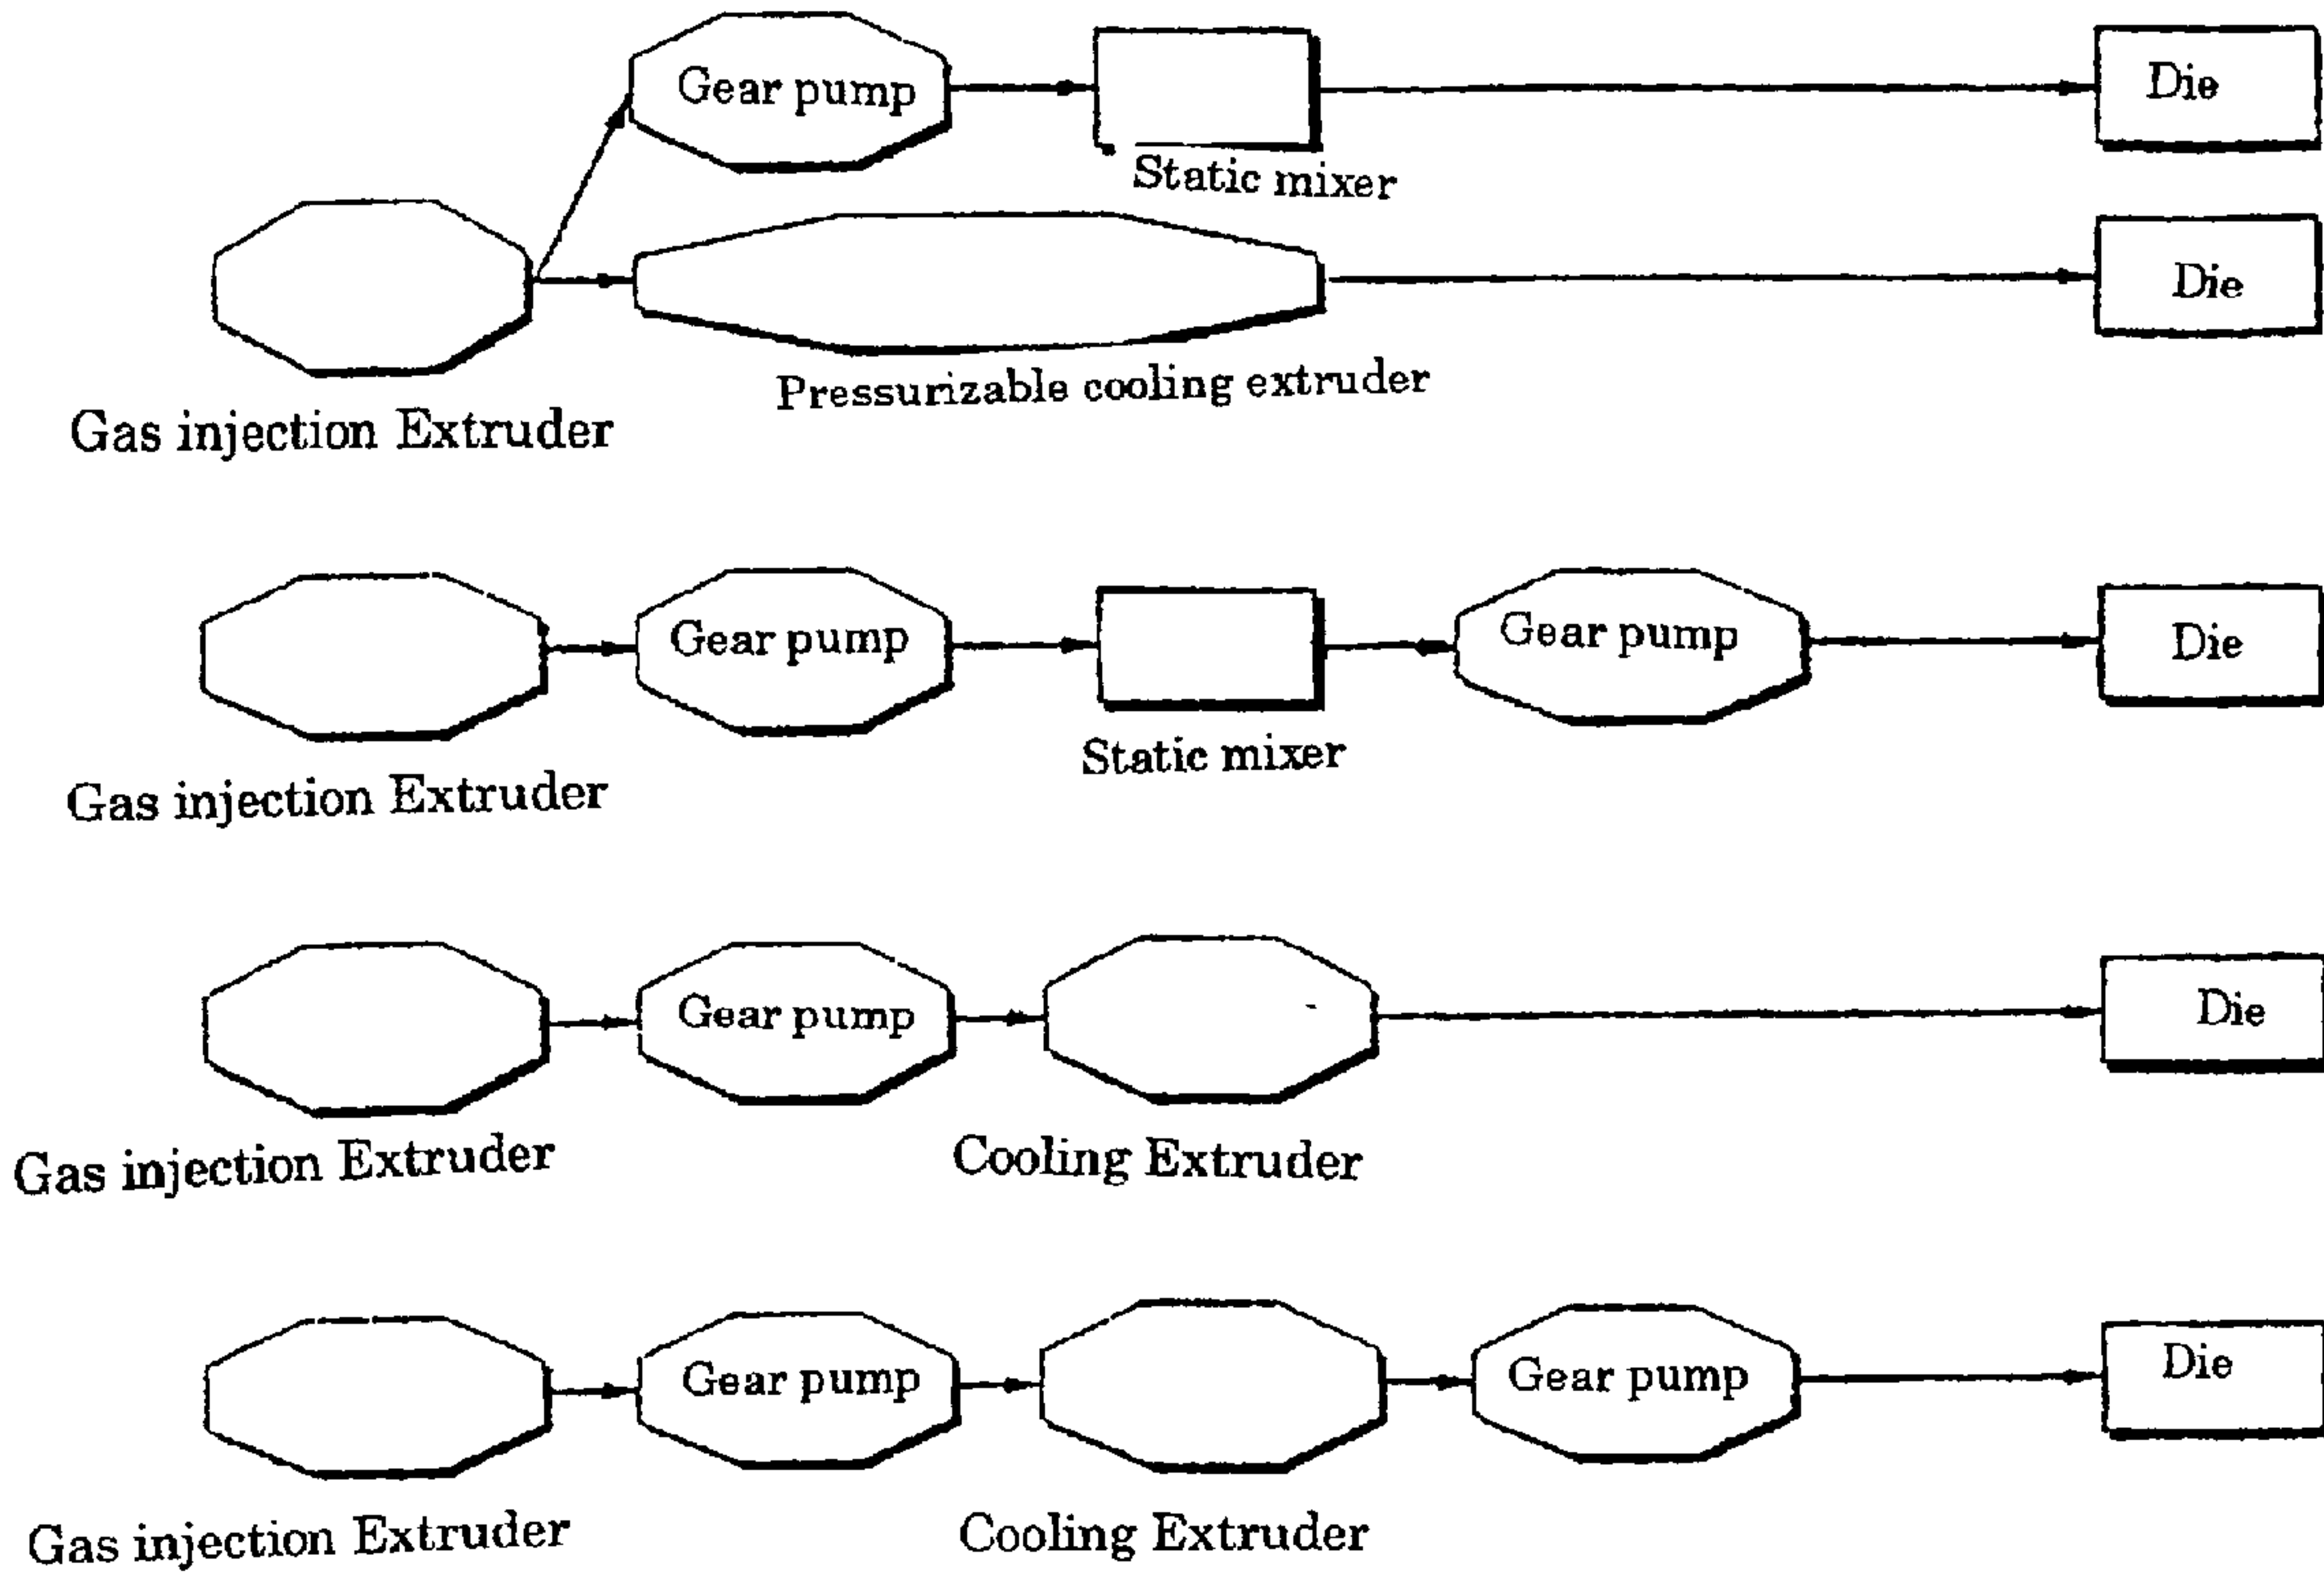 Gear pump
Die
Static mixer
Die
Pressurizable cooling extruder
Gas injection Extruder
Gear pump
Gear pump
Die
Static mixer
Gas injection Extruder
Gear pump
Die
Gas injection Extruder
Cooling Extruder
Gear pump
Gear pump
Die
Gas injection Extruder
Cooling Extruder